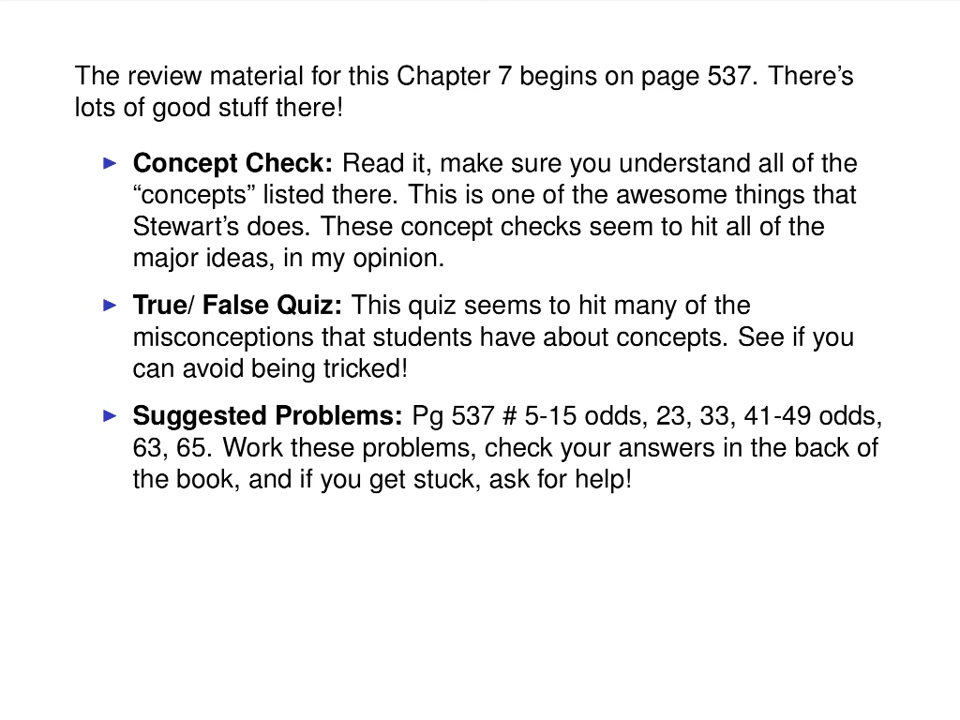 The review material for this Chapter 7 begins on page 537. There's
lots of good stuff there!
Concept Check: Read it, make sure you understand all of the
“concepts” listed there. This is one of the awesome things that
Stewart's does. These concept checks seem to hit all of the
major ideas, in my opinion.
True/ False Quiz: This quiz seems to hit many of the
misconceptions that students have about concepts. See if you
can avoid being tricked!
Suggested Problems: Pg 537 # 5-15 odds, 23, 33, 41-49 odds,
63, 65. Work these problems, check your answers in the back of
the book, and if you get stuck, ask for help!